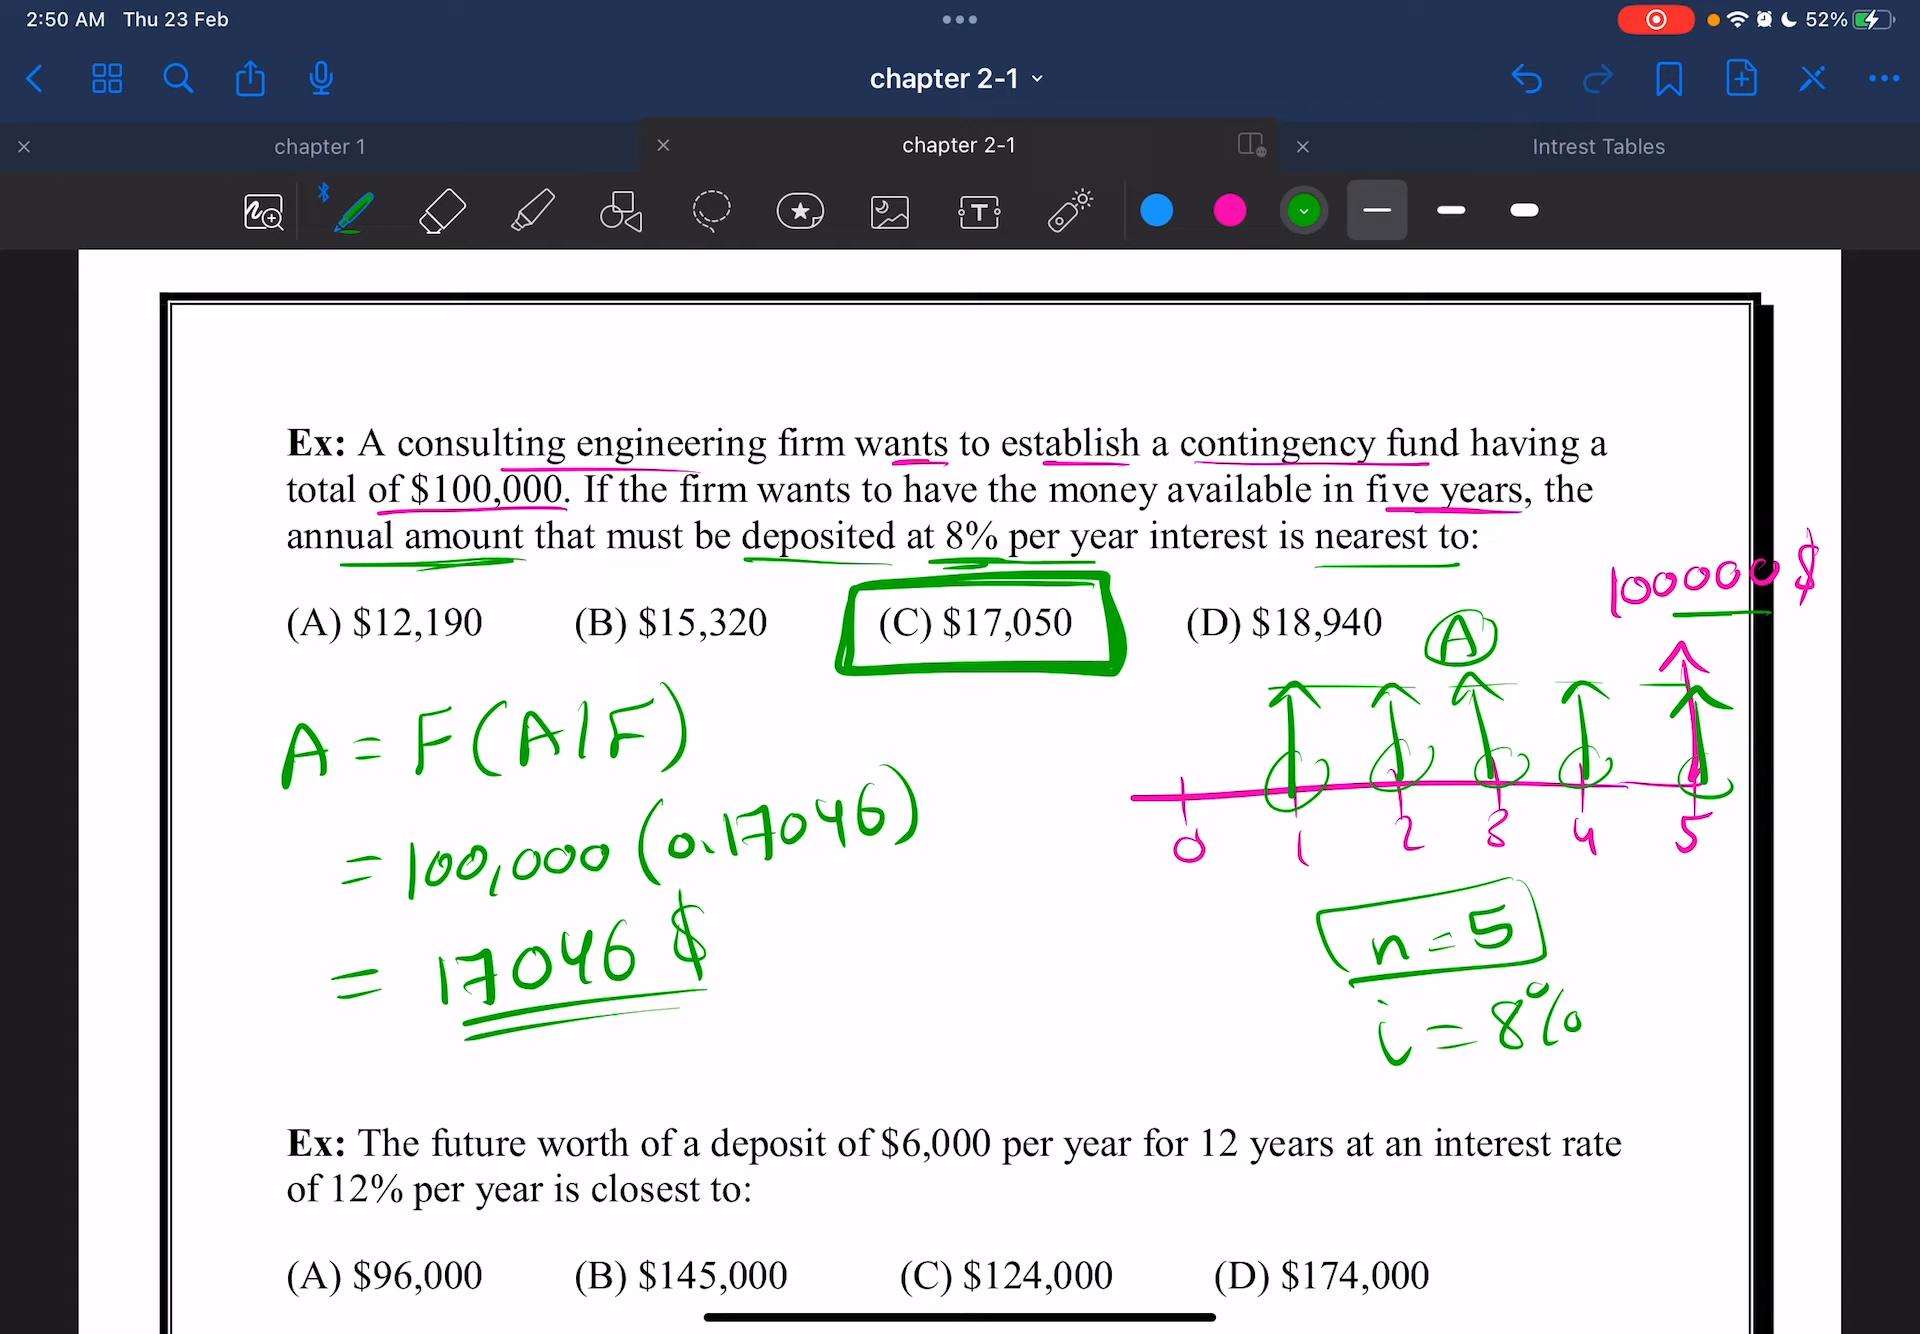 2:50 AM Thu 23 Feb
52%
chapter 2-1
chapter 1
chapter 2-1
Intrest Tables
Ex: A consulting engineering firm wants to establish a contingency fund having a
total of $100,000. If the firm wants to have the money available in five years, the
annual amount that must be deposited at 8% per year interest is nearest to:
100000 $
(A) $12,190 (B) $15,320 (C) $17,050 (D) $18,940
A
A = F(A/F)
= 100,000 (0.17046)
= 17046 $
0 1 2 3 4 5
n = 5
i = 8%
Ex: The future worth of a deposit of $6,000 per year for 12 years at an interest rate
of 12% per year is closest to:
(A) $96,000 (B) $145,000 (C) $124,000 (D) $174,000